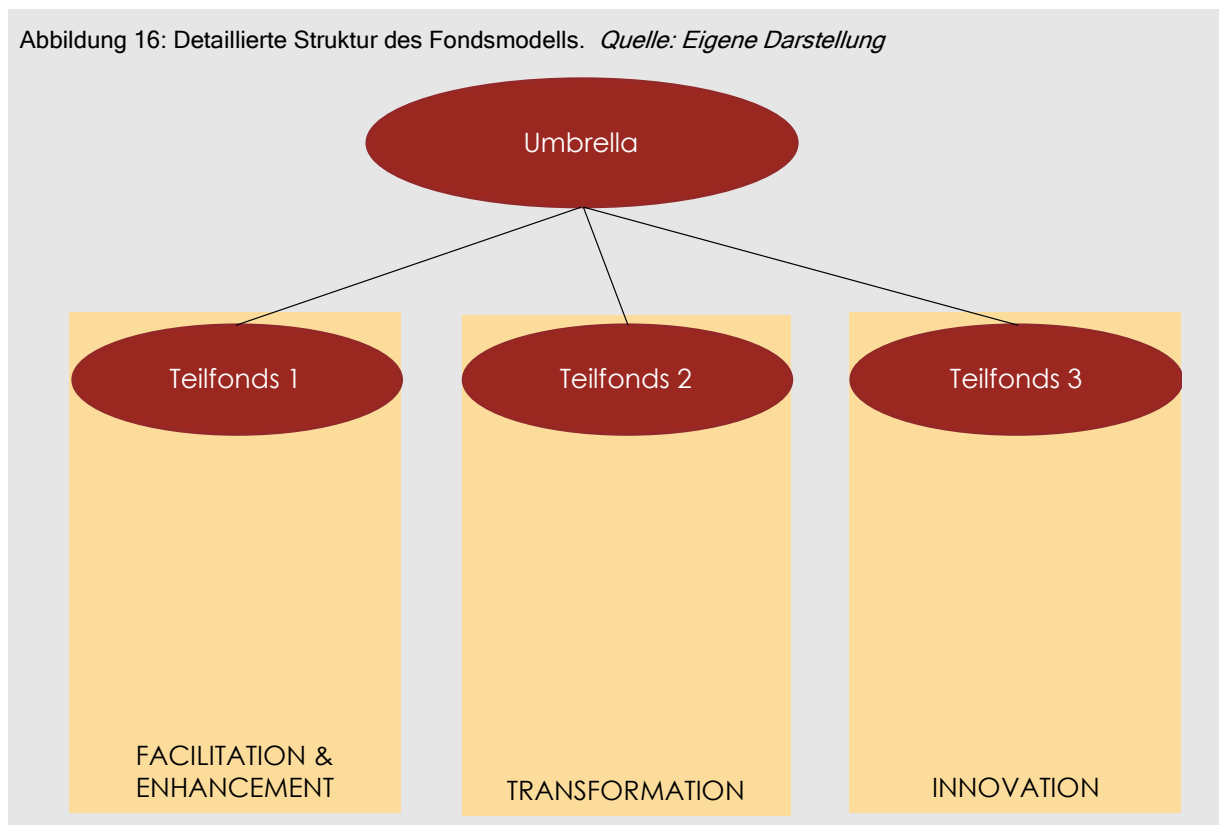 Abbildung 16: Detaillierte Struktur des Fondsmodells. Quelle: Eigene Darstellung
Umbrella
Teilfonds 1
Teilfonds 2
Teilfonds 3
FACILITATION &
ENHANCEMENT
TRANSFORMATION
INNOVATION